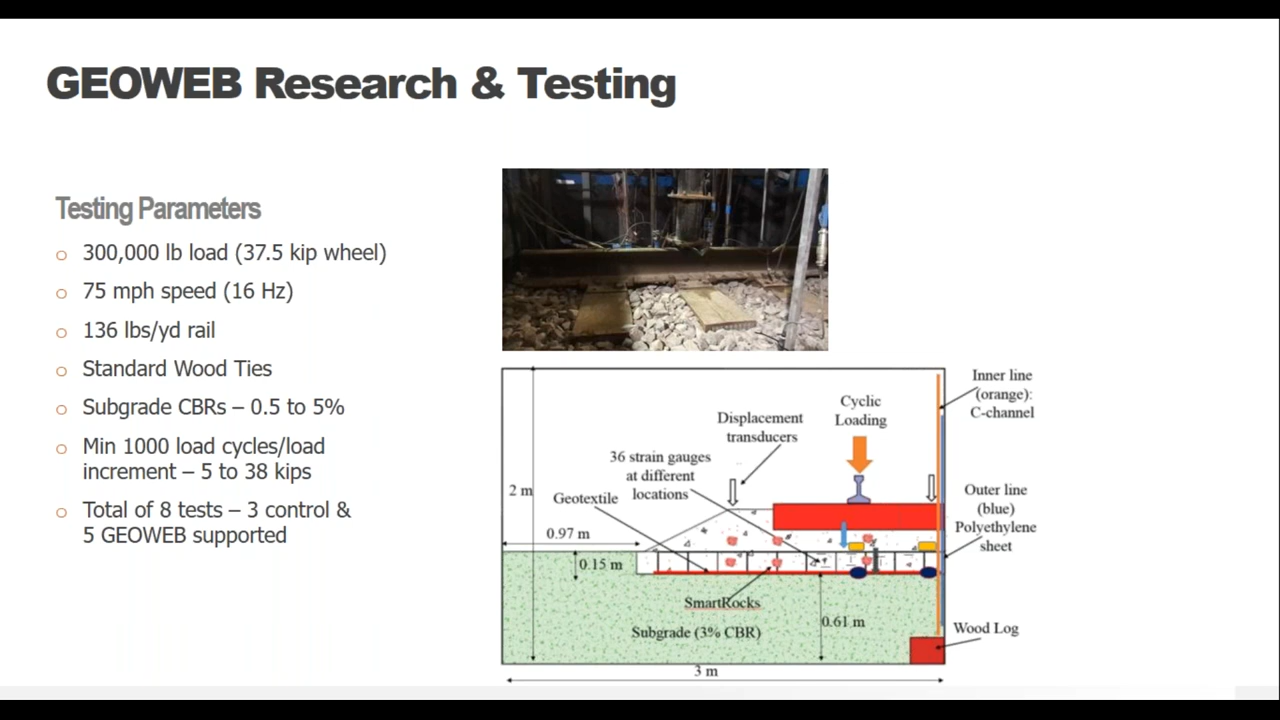 GEOWEB Research & Testing
Testing Parameters
300,000 lb load (37.5 kip wheel)
75 mph speed (16 Hz)
136 lbs/yd rail
Standard Wood Ties
Subgrade CBRs – 0.5 to 5%
Min 1000 load cycles/load
increment – 5 to 38 kips
Total of 8 tests – 3 control &
5 GEOWEB supported
Inner line
(orange):
C-channel
Cyclic
Loading
Displacement
transducers
36 strain gauges
at different
locations
Geotextile
2 m
0.97 m
0.15 m
Outer line
(blue)
Polyethylene
sheet
SmartRocks
Subgrade (3% CBR)
0.61 m
Wood Log
3 m